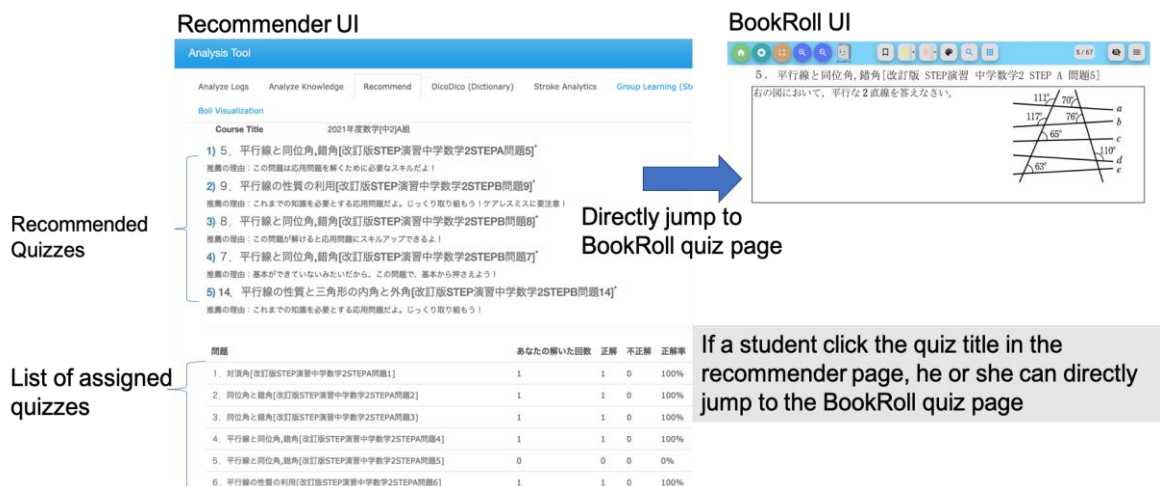 Recommender UI
Analysis Tool
Analyze Logs Analyze Knowledge Recommend DicoDico (Dictionary) Stroke Analytics Group Learning (Stu
Boll Visualization
Course Title 2021年度数学[中2]A組
1) 5．平行線と同位角,錯角[改訂版STEP演習中学数学2STEPA問題5]*
推薦の理由：この問題は応用問題を解くために必要なスキルだよ！
2) 9．平行線の性質の利用[改訂版STEP演習中学数学2STEPB問題9]*
推薦の理由：これまでの知識を必要とする応用問題だよ。じっくり取り組もう！ケアレスミスに要注意！
3) 8．平行線と同位角,錯角[改訂版STEP演習中学数学2STEPB問題8]*
推薦の理由：この問題が解けると応用問題にスキルアップできるよ！
4) 7．平行線と同位角,錯角[改訂版STEP演習中学数学2STEPB問題7]*
推薦の理由：基本ができていないみたいだから、この問題で、基本から押さえよう！
5) 14．平行線の性質と三角形の内角と外角[改訂版STEP演習中学数学2STEPB問題14]*
推薦の理由：これまでの知識を必要とする応用問題だよ。じっくり取り組もう！
Recommended
Quizzes
問題 あなたの解いた回数 正解 不正解 正解率
1．対頂角[改訂版STEP演習中学数学2STEPA問題1] 1 1 0 100%
2．同位角と錯角[改訂版STEP演習中学数学2STEPA問題2] 1 1 0 100%
3．同位角と錯角[改訂版STEP演習中学数学2STEPA問題3] 1 1 0 100%
4．平行線と同位角,錯角[改訂版STEP演習中学数学2STEPA問題4] 1 1 0 100%
5．平行線と同位角,錯角[改訂版STEP演習中学数学2STEPA問題5] 0 0 0 0%
6．平行線の性質の利用[改訂版STEP演習中学数学2STEPA問題6] 1 1 0 100%
List of assigned
quizzes
Directly jump to
BookRoll quiz page
BookRoll UI
5 / 67
5．平行線と同位角,錯角[改訂版 STEP演習 中学数学2 STEP A 問題5]
右の図において，平行な2直線を答えなさい。
111° 70° a
117° 76° b
65° c
110° d
63° e
If a student click the quiz title in the
recommender page, he or she can directly
jump to the BookRoll quiz page